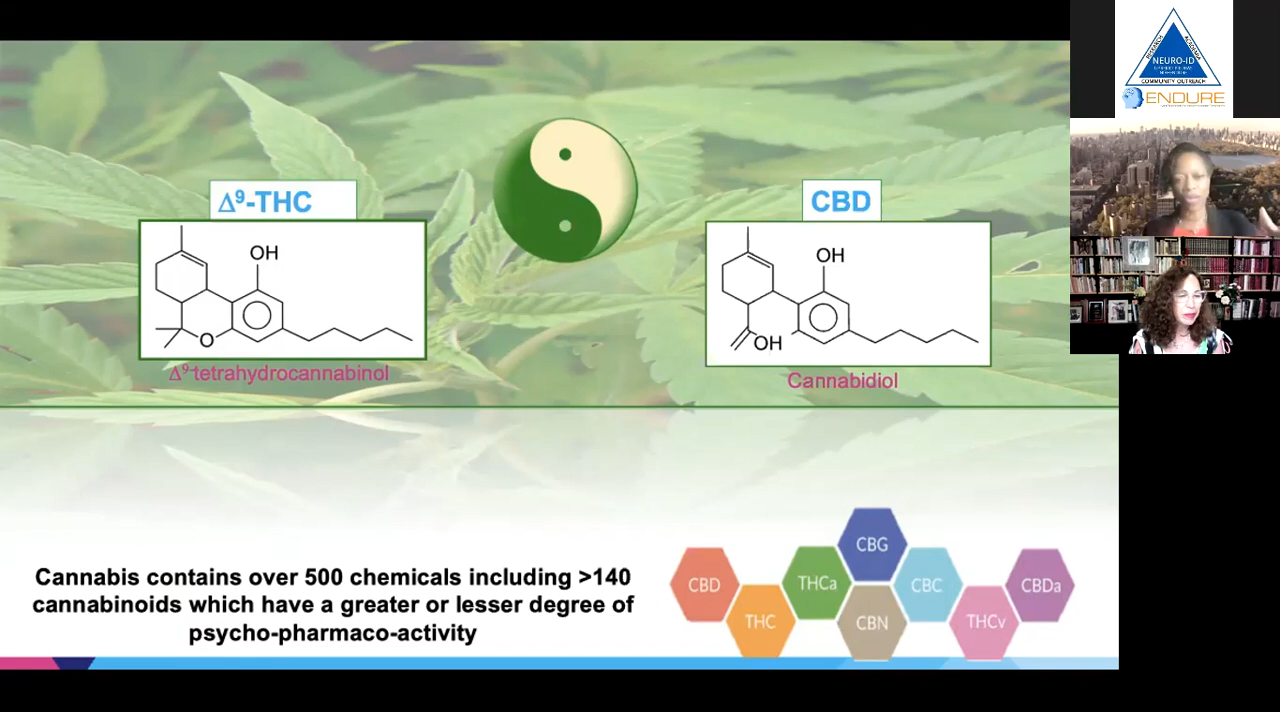 Δ⁹-THC
OH
O
Δ⁹-tetrahydrocannabinol
CBD
OH
OH
Cannabidiol
Cannabis contains over 500 chemicals including >140
cannabinoids which have a greater or lesser degree of
psycho-pharmaco-activity
CBD
THC
THCa
CBG
CBN
CBC
THCv
CBDa
RESEARCH
ACADEMIC
NEURO-ID
COMMUNITY OUTREACH
ENDURE